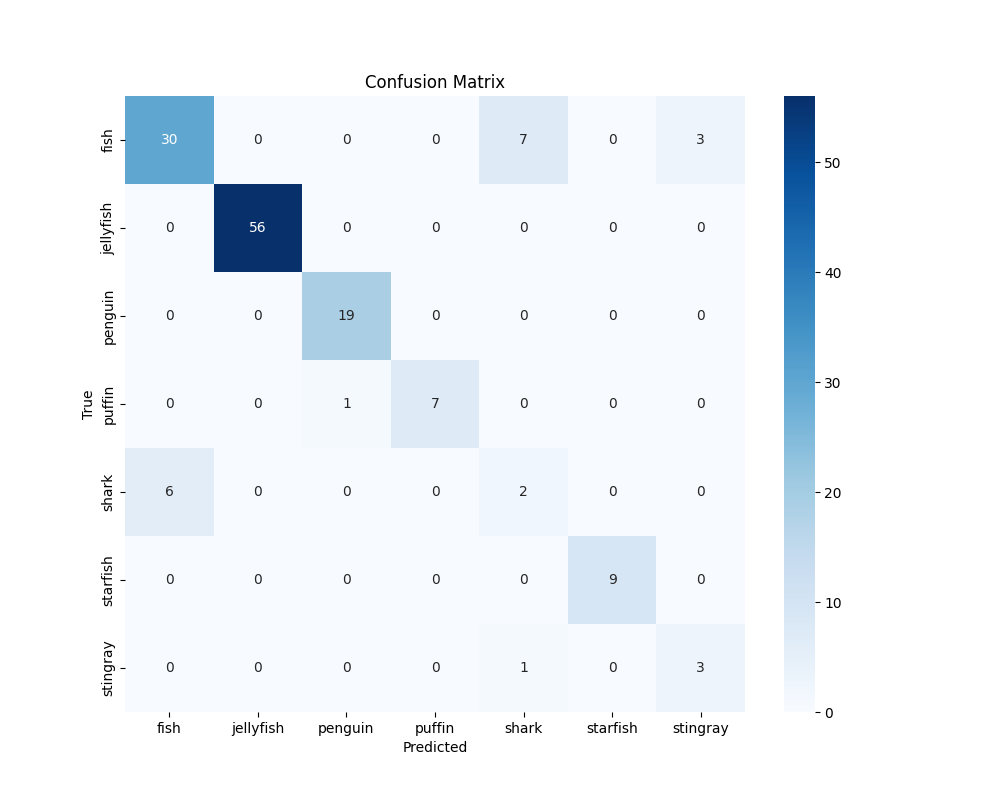 Confusion Matrix
fish 30 0 0 0 7 0 3
jellyfish 0 56 0 0 0 0 0
penguin 0 0 19 0 0 0 0
puffin 0 0 1 7 0 0 0
shark 6 0 0 0 2 0 0
starfish 0 0 0 0 0 9 0
stingray 0 0 0 0 1 0 3
True
fish jellyfish penguin puffin shark starfish stingray
Predicted
50
40
30
20
10
0